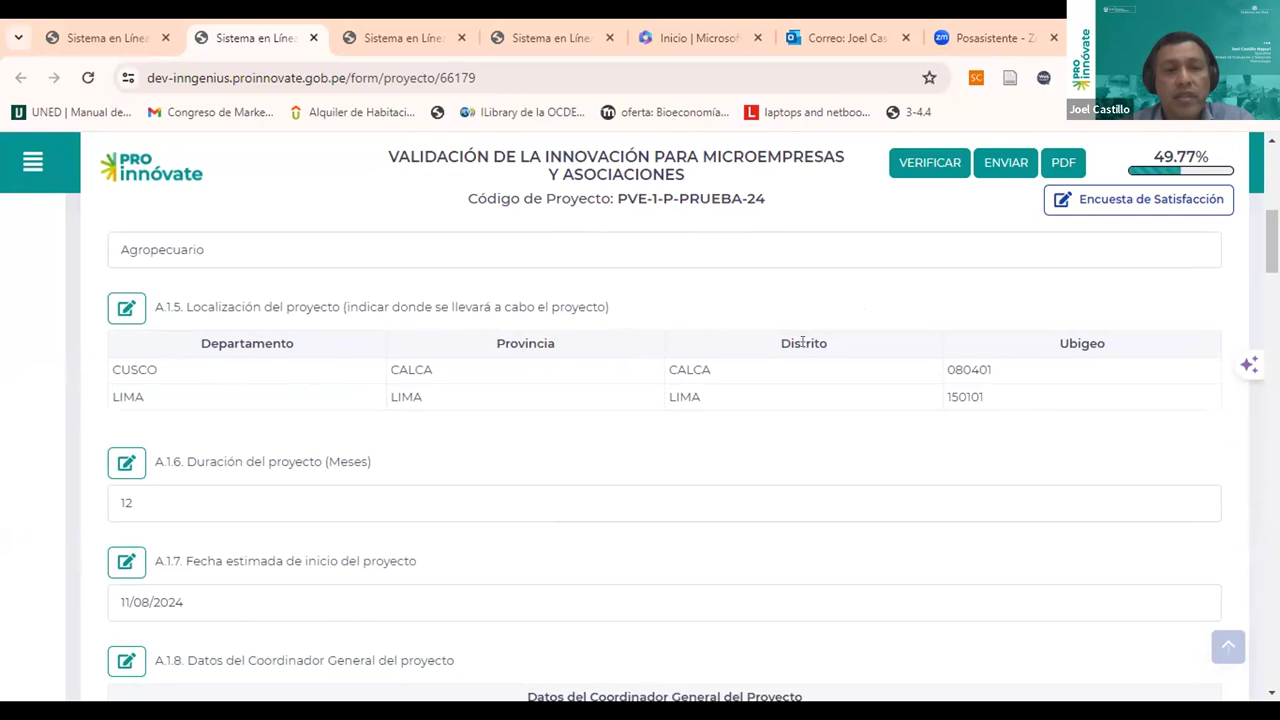 Sistema en Línea
Sistema en Línea
Sistema en Línea
Sistema en Línea
Inicio | Microsof
Correo: Joel Cas
Posasistente - Z
dev-inngenius.proinnovate.gob.pe/form/proyecto/66179
UNED | Manual de...
Congreso de Marke...
Alquiler de Habitaci...
ILibrary de la OCDE...
oferta: Bioeconomía...
laptops and netboo...
3-4.4
PRO
innóvate
Joel Castillo
PRO
innóvate
VALIDACIÓN DE LA INNOVACIÓN PARA MICROEMPRESAS
Y ASOCIACIONES
Código de Proyecto: PVE-1-P-PRUEBA-24
VERIFICAR
ENVIAR
PDF
49.77%
Encuesta de Satisfacción
Agropecuario
A.1.5. Localización del proyecto (indicar donde se llevará a cabo el proyecto)
Departamento Provincia Distrito Ubigeo
CUSCO CALCA CALCA 080401
LIMA LIMA LIMA 150101
A.1.6. Duración del proyecto (Meses)
12
A.1.7. Fecha estimada de inicio del proyecto
11/08/2024
A.1.8. Datos del Coordinador General del proyecto
Datos del Coordinador General del Proyecto